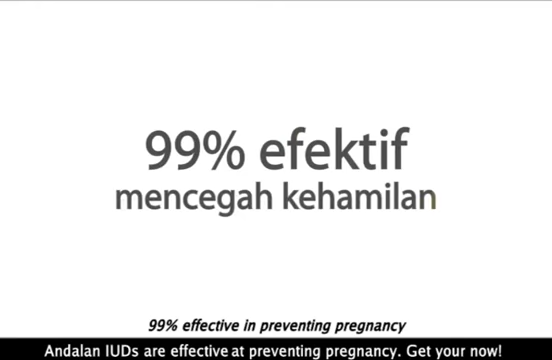 99% efektif
mencegah kehamilan
99% effective in preventing pregnancy
Andalan IUDs are effective at preventing pregnancy. Get your now!